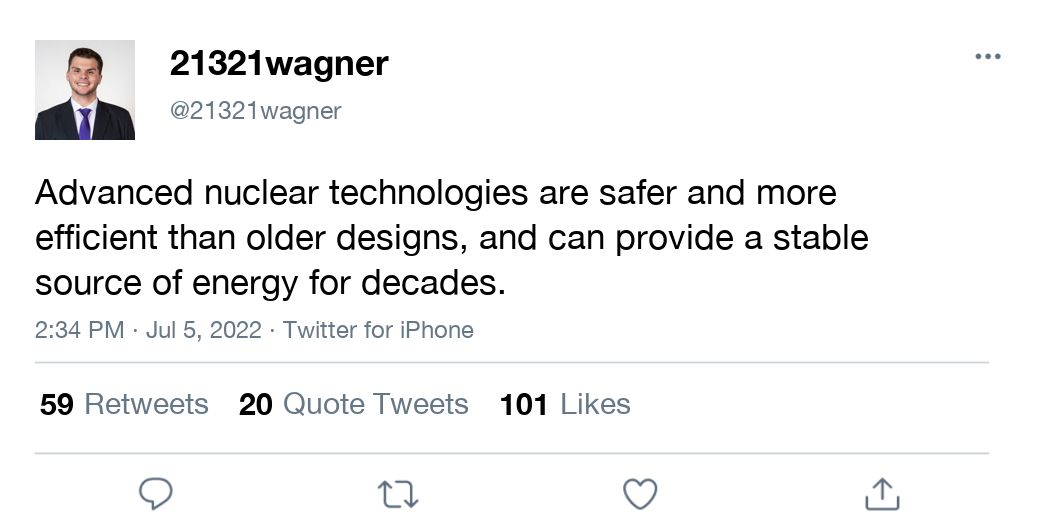 21321wagner
@21321wagner
Advanced nuclear technologies are safer and more
efficient than older designs, and can provide a stable
source of energy for decades.
2:34 PM · Jul 5, 2022 · Twitter for iPhone
59 Retweets 20 Quote Tweets 101 Likes